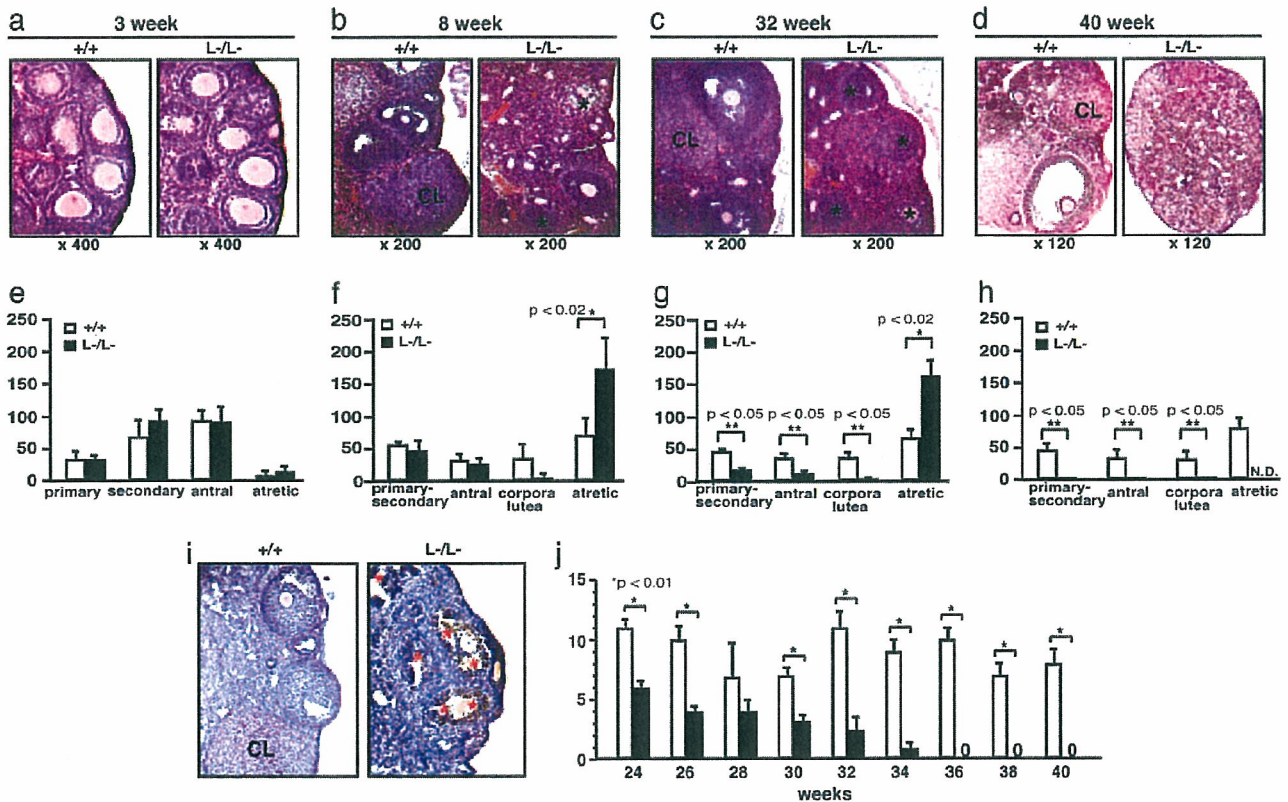 a b c d
3 week 8 week 32 week 40 week
+/+ L-/L- +/+ L-/L- +/+ L-/L- +/+ L-/L-
* * * *
CL CL * * CL
x 400 x 400 x 200 x 200 x 200 x 200 x 120 x 120
e
250
200
150
100
50
0
+/+
L-/L-
primary secondary antral atretic
f
250
200
150
100
50
0
+/+
L-/L-
p < 0.02 *
primary-secondary antral corpora lutea atretic
g
250
200
150
100
50
0
+/+
L-/L-
p < 0.02
*
p < 0.05 p < 0.05 p < 0.05
** ** **
primary-secondary antral corpora lutea atretic
h
250
200
150
100
50
0
+/+
L-/L-
p < 0.05 p < 0.05 p < 0.05
** ** **
N.D.
primary-secondary antral corpora lutea atretic
i
+/+ L-/L-
CL
j
15
10
5
0
*p < 0.01
* * * * * * * *
0 0 0
24 26 28 30 32 34 36 38 40
weeks